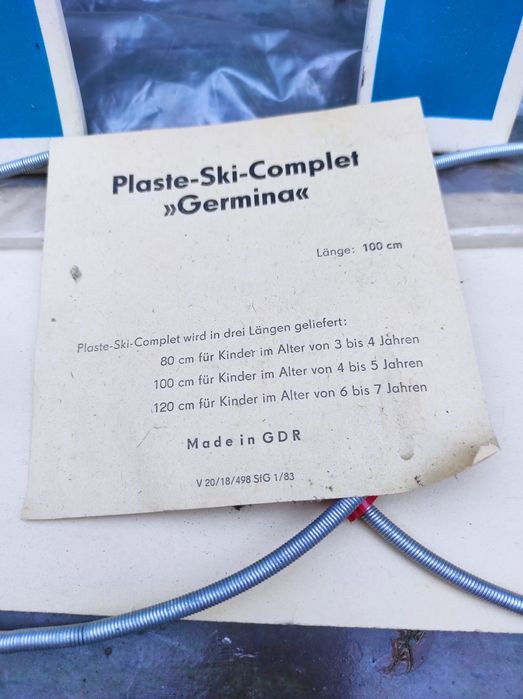 Plaste-Ski-Complet
»Germina«
Länge: 100 cm
Plaste-Ski-Complet wird in drei Längen geliefert:
80 cm für Kinder im Alter von 3 bis 4 Jahren
100 cm für Kinder im Alter von 4 bis 5 Jahren
120 cm für Kinder im Alter von 6 bis 7 Jahren
Made in GDR
V 20/18/498 SfG 1/83